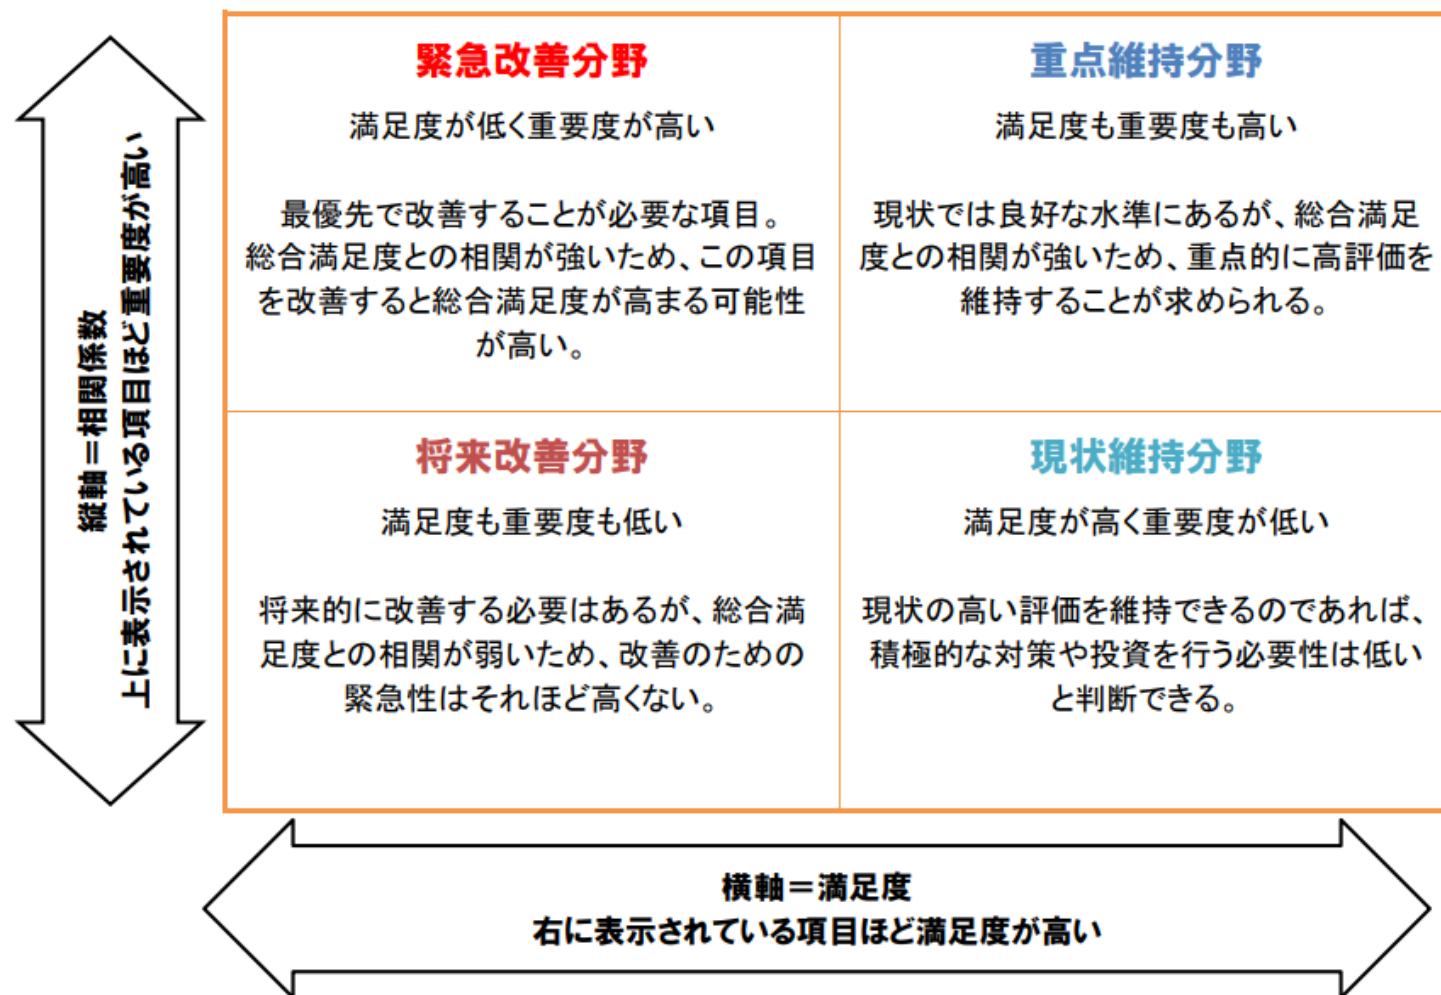 緊急改善分野
満足度が低く重要度が高い
最優先で改善することが必要な項目。
総合満足度との相関が強いため、この項目
を改善すると総合満足度が高まる可能性
が高い。
重点維持分野
満足度も重要度も高い
現状では良好な水準にあるが、総合満足
度との相関が強いため、重点的に高評価を
維持することが求められる。
縦軸＝相関係数
上に表示されている項目ほど重要度が高い
将来改善分野
満足度も重要度も低い
将来的に改善する必要はあるが、総合満
足度との相関が弱いため、改善のための
緊急性はそれほど高くない。
現状維持分野
満足度が高く重要度が低い
現状の高い評価を維持できるのであれば、
積極的な対策や投資を行う必要性は低い
と判断できる。
横軸＝満足度
右に表示されている項目ほど満足度が高い